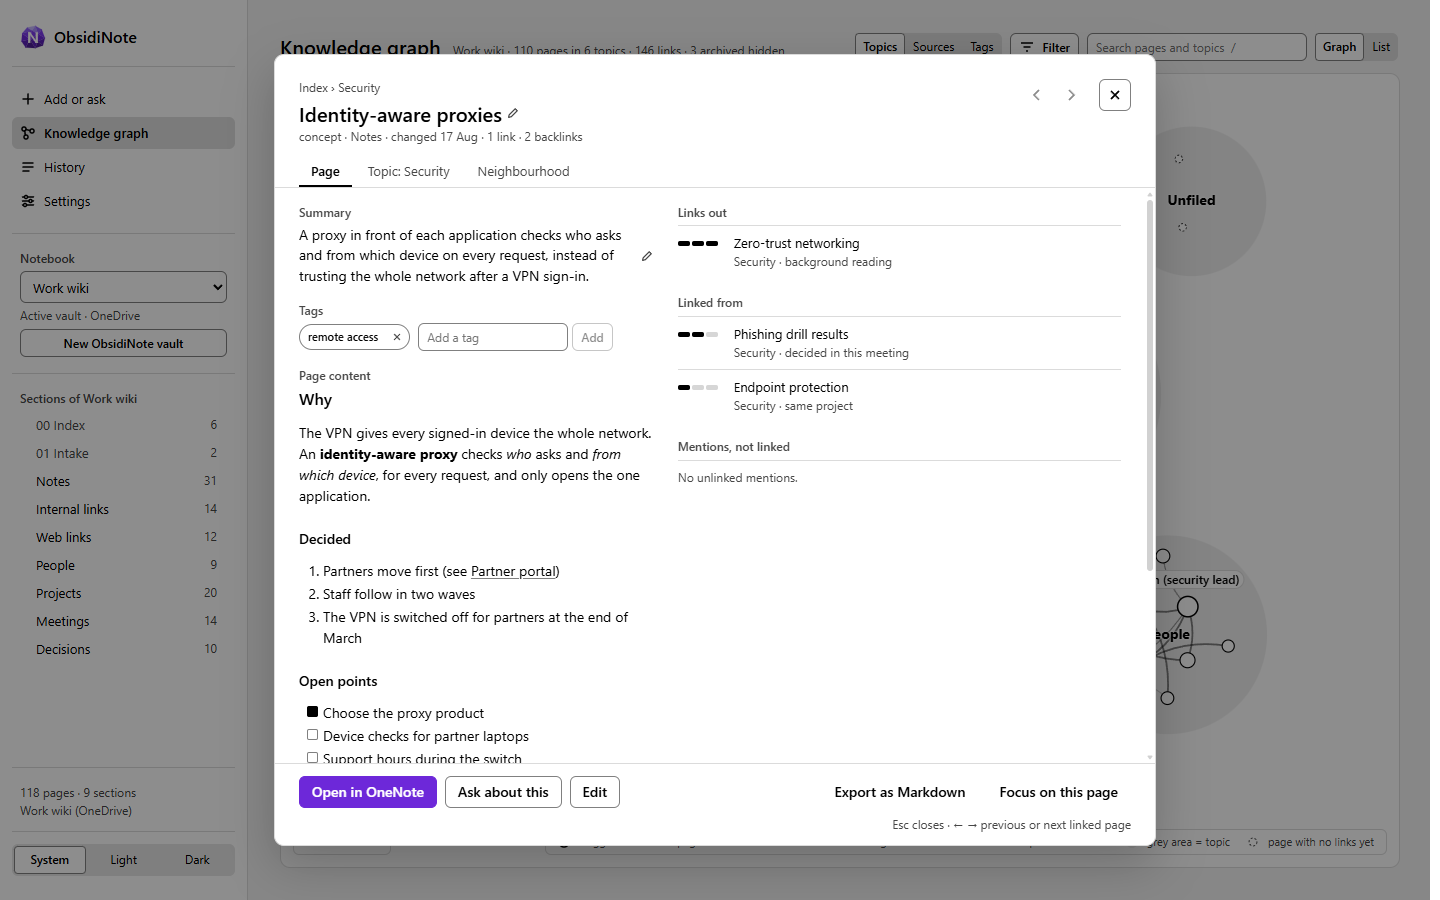 ObsidiNote
Add or ask
Knowledge graph
History
Settings
Notebook
Work wiki
Active vault · OneDrive
New ObsidiNote vault
Sections of Work wiki
00 Index 6
01 Intake 2
Notes 31
Internal links 14
Web links 12
People 9
Projects 20
Meetings 14
Decisions 10
118 pages · 9 sections
Work wiki (OneDrive)
System Light Dark
Knowledge graph Work wiki · 110 pages in 6 topics · 146 links · 3 archived hidden
Topics Sources Tags Filter Search pages and topics / Graph List
Index › Security
Identity-aware proxies
concept · Notes · changed 17 Aug · 1 link · 2 backlinks
Page Topic: Security Neighbourhood
Summary
A proxy in front of each application checks who asks
and from which device on every request, instead of
trusting the whole network after a VPN sign-in.
Tags
remote access × Add a tag Add
Page content
Why
The VPN gives every signed-in device the whole network.
An identity-aware proxy checks who asks and from
which device, for every request, and only opens the one
application.
Decided
1. Partners move first (see Partner portal)
2. Staff follow in two waves
3. The VPN is switched off for partners at the end of
March
Open points
Choose the proxy product
Device checks for partner laptops
Support hours during the switch
Links out
Zero-trust networking
Security · background reading
Linked from
Phishing drill results
Security · decided in this meeting
Endpoint protection
Security · same project
Mentions, not linked
No unlinked mentions.
Open in OneNote Ask about this Edit Export as Markdown Focus on this page
Esc closes · ← → previous or next linked page
Unfiled
(security lead)
eople
grey area = topic page with no links yet